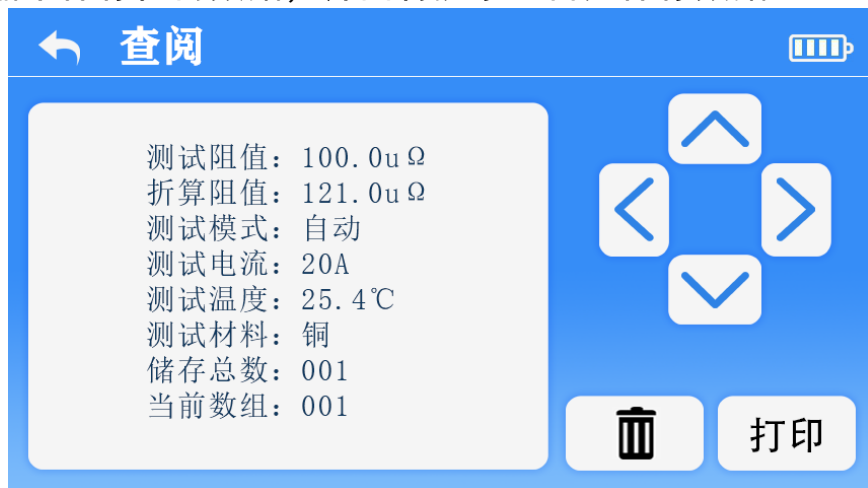 查阅
测试阻值：100.0uΩ
折算阻值：121.0uΩ
测试模式：自动
测试电流：20A
测试温度：25.4℃
测试材料：铜
储存总数：001
当前数组：001
打印